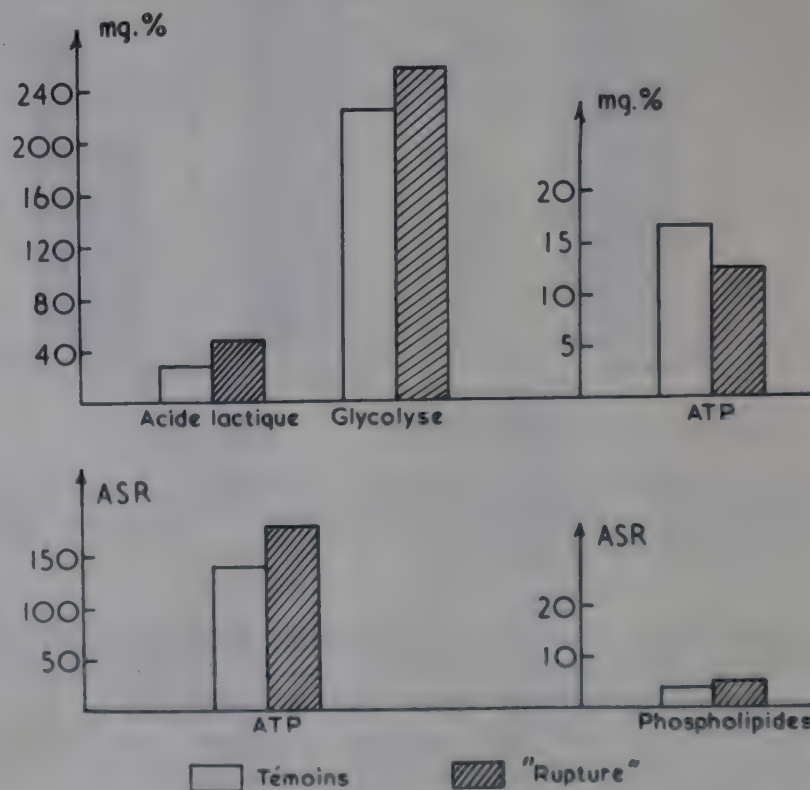 mg.%
240
200
160
120
80
40
Acide lactique Glycolyse
mg.%
20
15
10
5
ATP
ASR
150
100
50
ATP
ASR
20
10
Phospholipides
Témoins "Rupture"